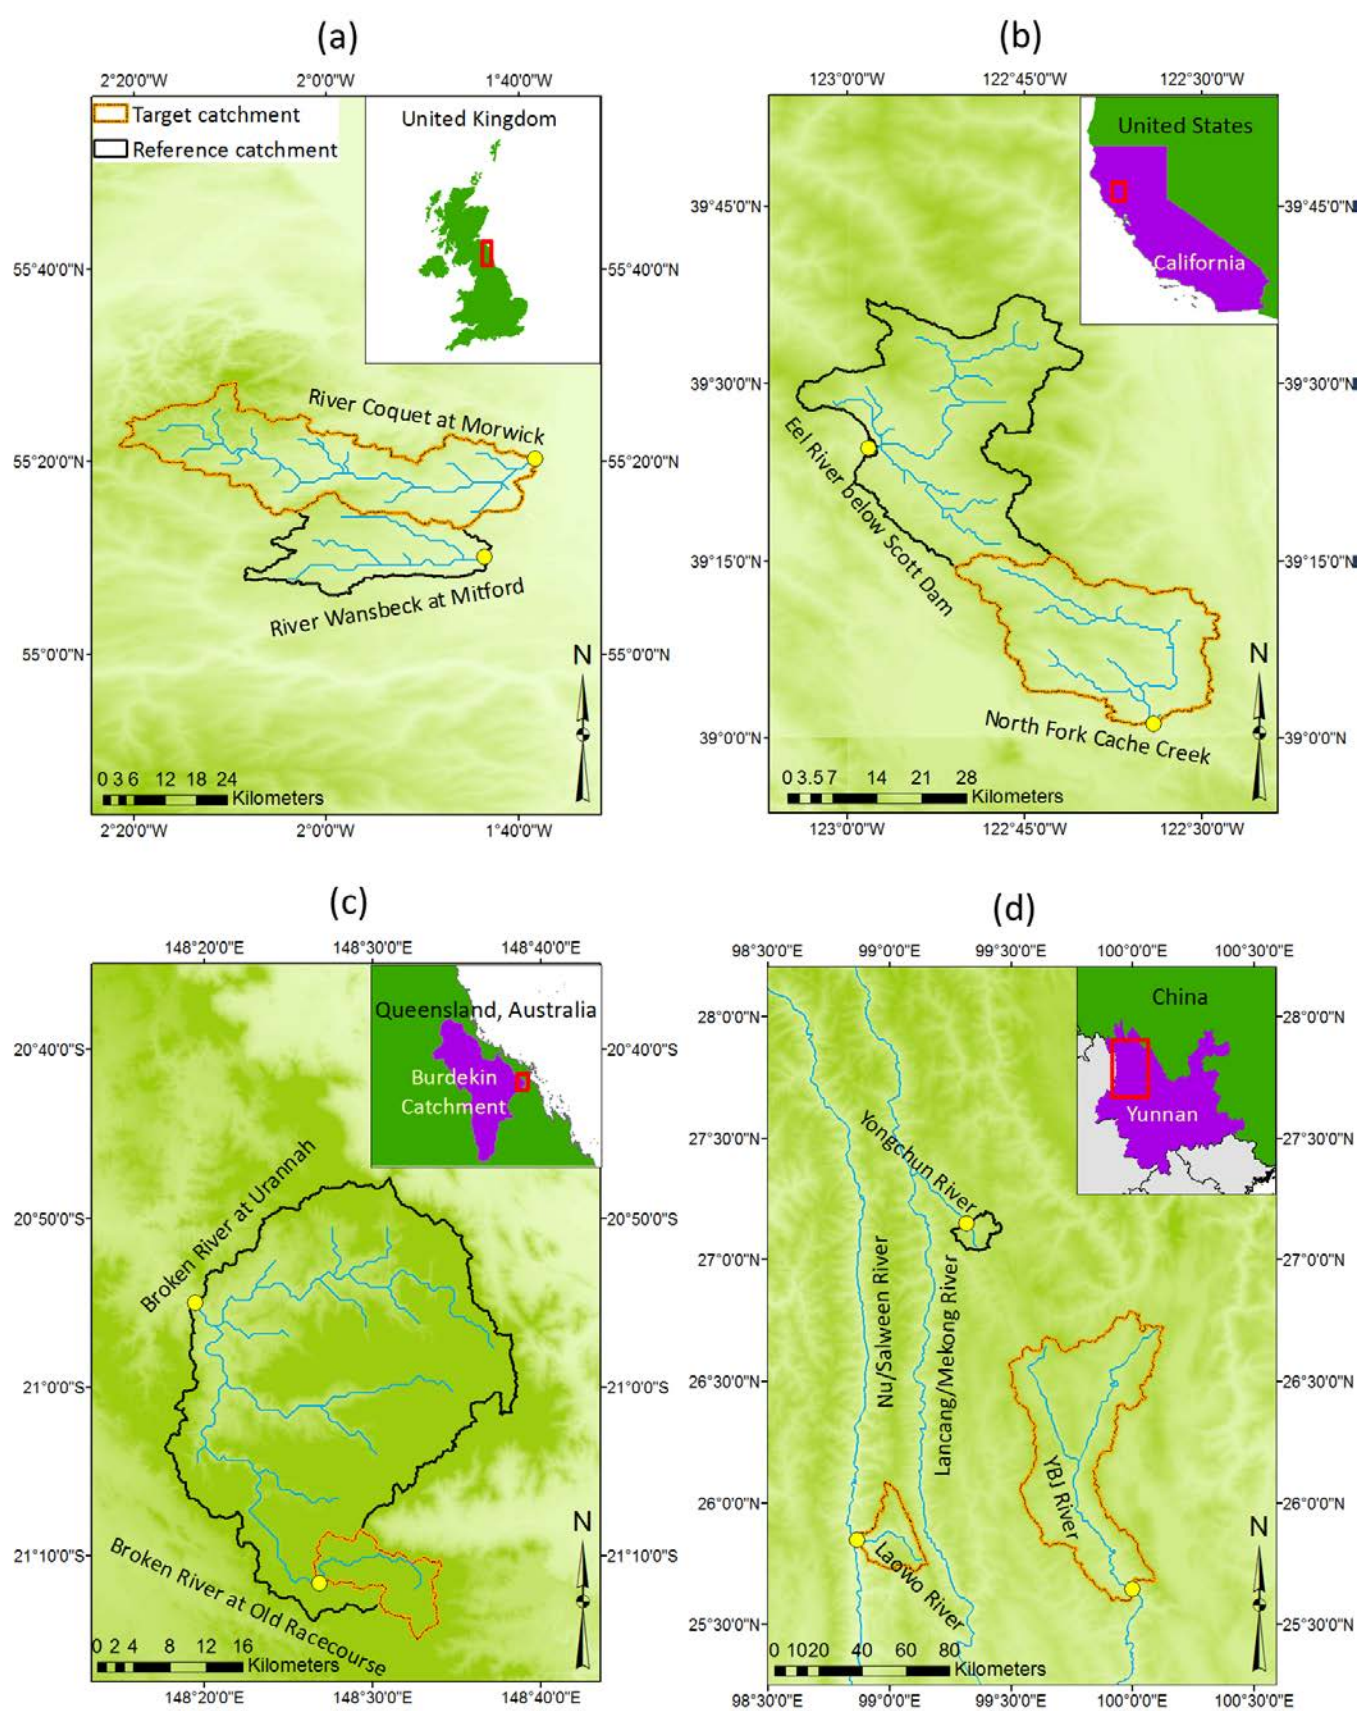 (a)
2°20'0"W 2°0'0"W 1°40'0"W
Target catchment
Reference catchment
United Kingdom
55°40'0"N
55°20'0"N
55°0'0"N
55°40'0"N
55°20'0"N
55°0'0"N
River Coquet at Morwick
River Wansbeck at Mitford
N
0 3 6 12 18 24
Kilometers
2°20'0"W 2°0'0"W 1°40'0"W
(b)
123°0'0"W 122°45'0"W 122°30'0"W
United States
California
39°45'0"N
39°30'0"N
39°15'0"N
39°0'0"N
39°45'0"N
39°30'0"N
39°15'0"N
39°0'0"N
Eel River below Scott Dam
North Fork Cache Creek
N
0 3.5 7 14 21 28
Kilometers
123°0'0"W 122°45'0"W 122°30'0"W
(c)
148°20'0"E 148°30'0"E 148°40'0"E
Queensland, Australia
Burdekin
Catchment
20°40'0"S
20°50'0"S
21°0'0"S
21°10'0"S
20°40'0"S
20°50'0"S
21°0'0"S
21°10'0"S
Broken River at Urannah
Broken River at Old Racecourse
N
0 2 4 8 12 16
Kilometers
148°20'0"E 148°30'0"E 148°40'0"E
(d)
98°30'0"E 99°0'0"E 99°30'0"E 100°0'0"E 100°30'0"E
China
Yunnan
28°0'0"N
27°30'0"N
27°0'0"N
26°30'0"N
26°0'0"N
25°30'0"N
28°0'0"N
27°30'0"N
27°0'0"N
26°30'0"N
26°0'0"N
25°30'0"N
Yongchun River
Nu/Salween River
Lancang/Mekong River
YBJ River
Laowo River
N
0 1020 40 60 80
Kilometers
98°30'0"E 99°0'0"E 99°30'0"E 100°0'0"E 100°30'0"E